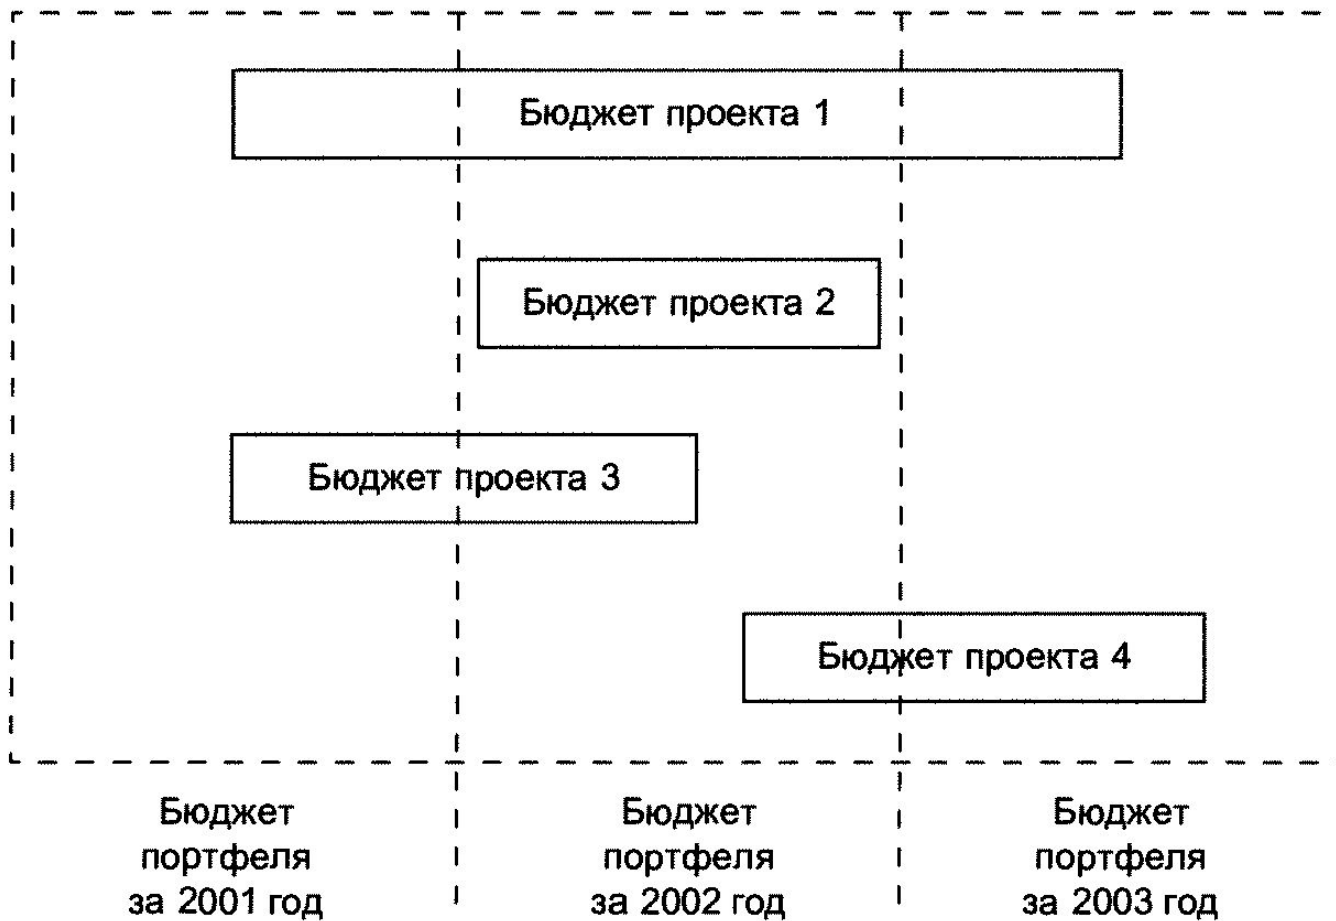 Бюджет проекта 1
Бюджет проекта 2
Бюджет проекта 3
Бюджет проекта 4
Бюджет
портфеля
за 2001 год
Бюджет
портфеля
за 2002 год
Бюджет
портфеля
за 2003 год